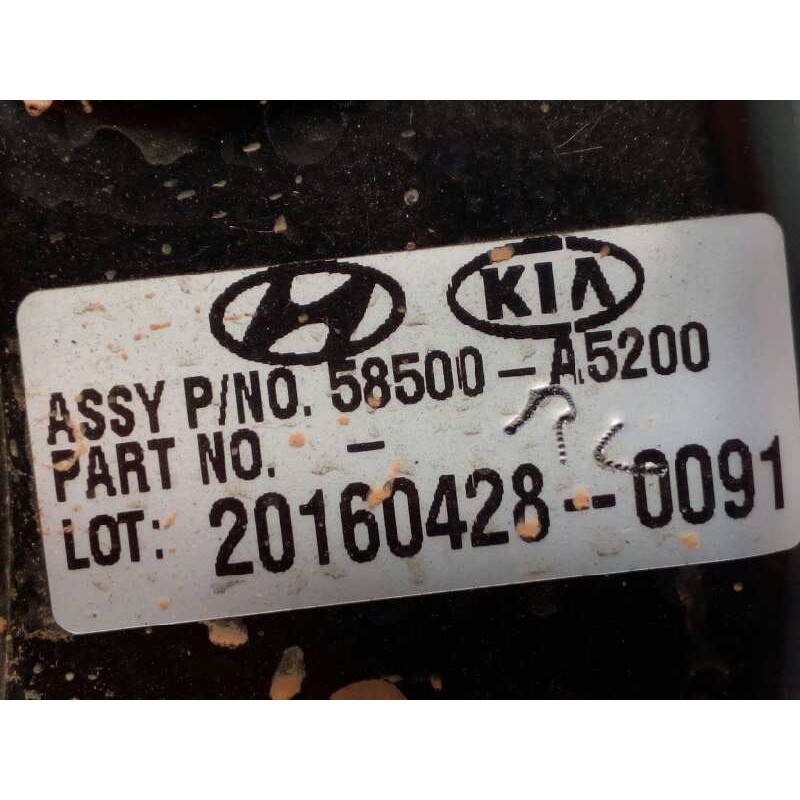 KIA
ASSY P/NO. 58500-A5200
PART NO. -
LOT: 20160428-0091